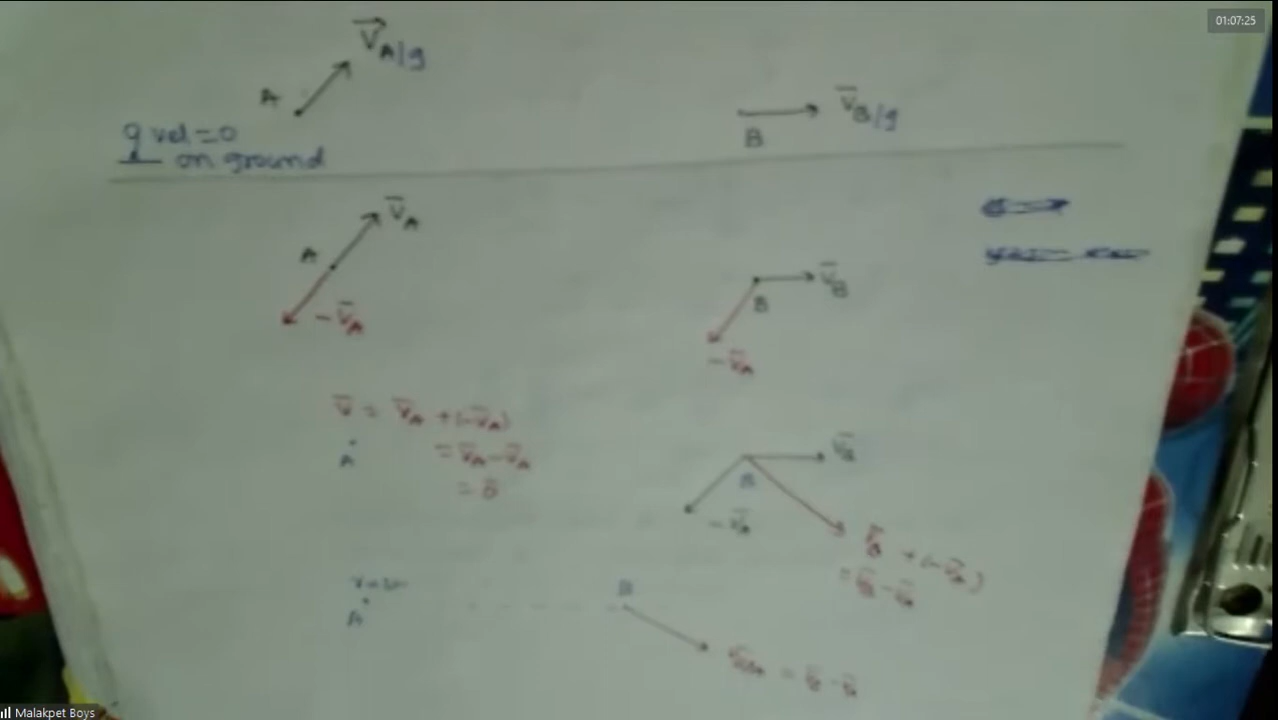 01:07:25
V⃗A/g
A
V̅B/g
B
g vel = 0
on ground
V̅A
A
-V̅A
V̅B
B
-V̅A
V̅ = V̅A + (-V̅A)
A
= V̅A - V̅A
= 0̅
V̅B
B
-V̅A
V̅B + (-V̅A)
= V̅B - V̅A
A
B
V̅BA = V̅B - V̅A
Malakpet Boys